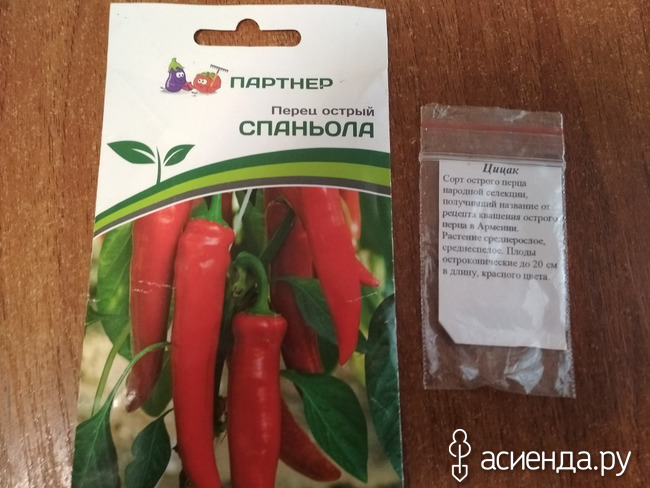 ПАРТНЕР
Перец острый
СПАНЬОЛА
Цицак
Сорт острого перца
народной селекции,
получивший название от
рецепта квашения острого
перца в Армении.
Растение среднерослое,
среднеспелое. Плоды
остроконические до 20 см
в длину, красного цвета.
асиенда.ру